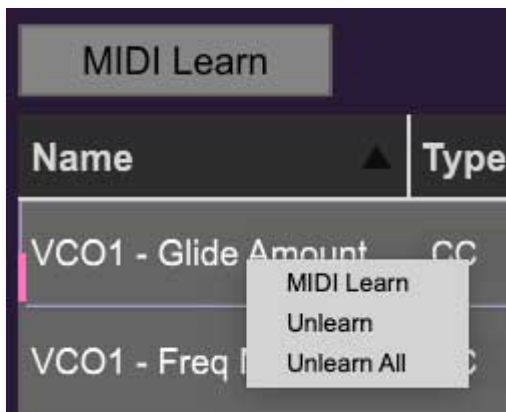 MIDI Learn
Name Type
VCO1 - Glide Amount CC
MIDI Learn
Unlearn
VCO1 - Freq
Unlearn All